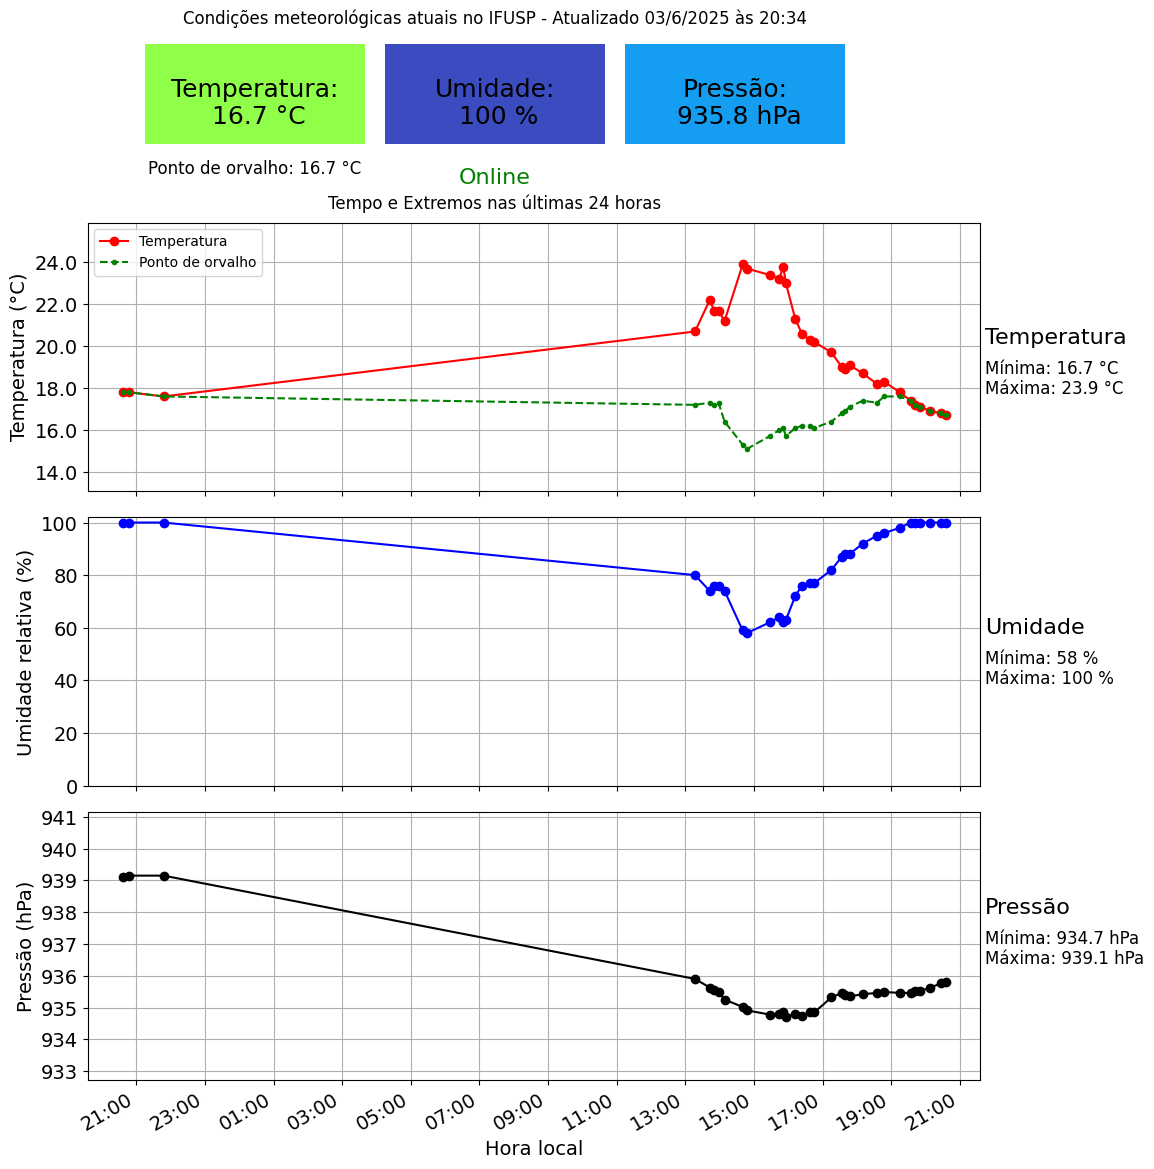 Condições meteorológicas atuais no IFUSP - Atualizado 03/6/2025 às 20:34
Temperatura:
16.7 °C
Umidade:
100 %
Pressão:
935.8 hPa
Ponto de orvalho: 16.7 °C
Online
Tempo e Extremos nas últimas 24 horas
Temperatura
Ponto de orvalho
Temperatura (°C)
24.0
22.0
20.0
18.0
16.0
14.0
Temperatura
Mínima: 16.7 °C
Máxima: 23.9 °C
Umidade relativa (%)
100
80
60
40
20
0
Umidade
Mínima: 58 %
Máxima: 100 %
Pressão (hPa)
941
940
939
938
937
936
935
934
933
Pressão
Mínima: 934.7 hPa
Máxima: 939.1 hPa
21:00
23:00
01:00
03:00
05:00
07:00
09:00
11:00
13:00
15:00
17:00
19:00
21:00
Hora local